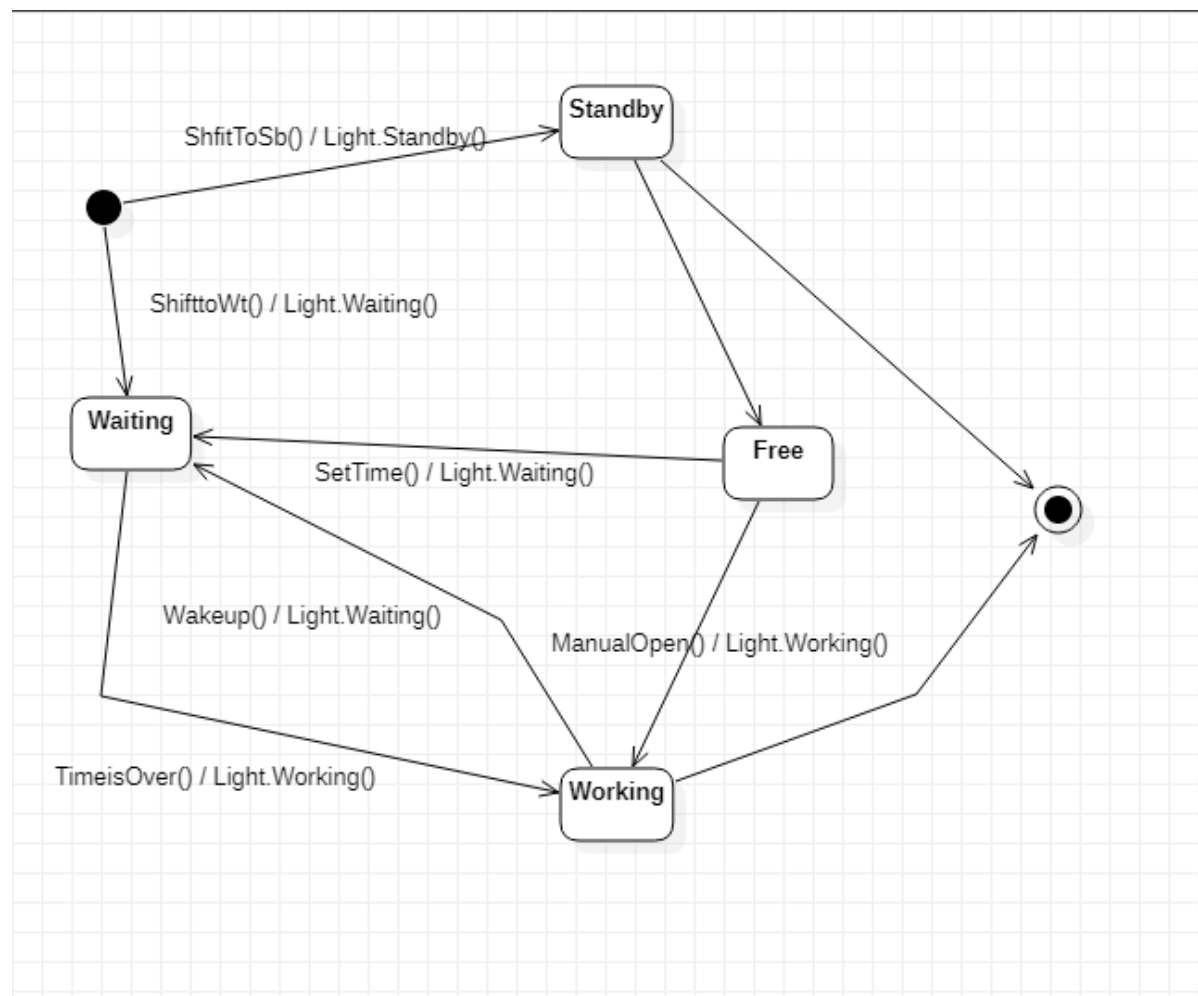 Standby
ShfitToSb() / Light.Standby()
ShifttoWt() / Light.Waiting()
Waiting
Free
SetTime() / Light.Waiting()
Wakeup() / Light.Waiting()
ManualOpen() / Light.Working()
TimeisOver() / Light.Working()
Working